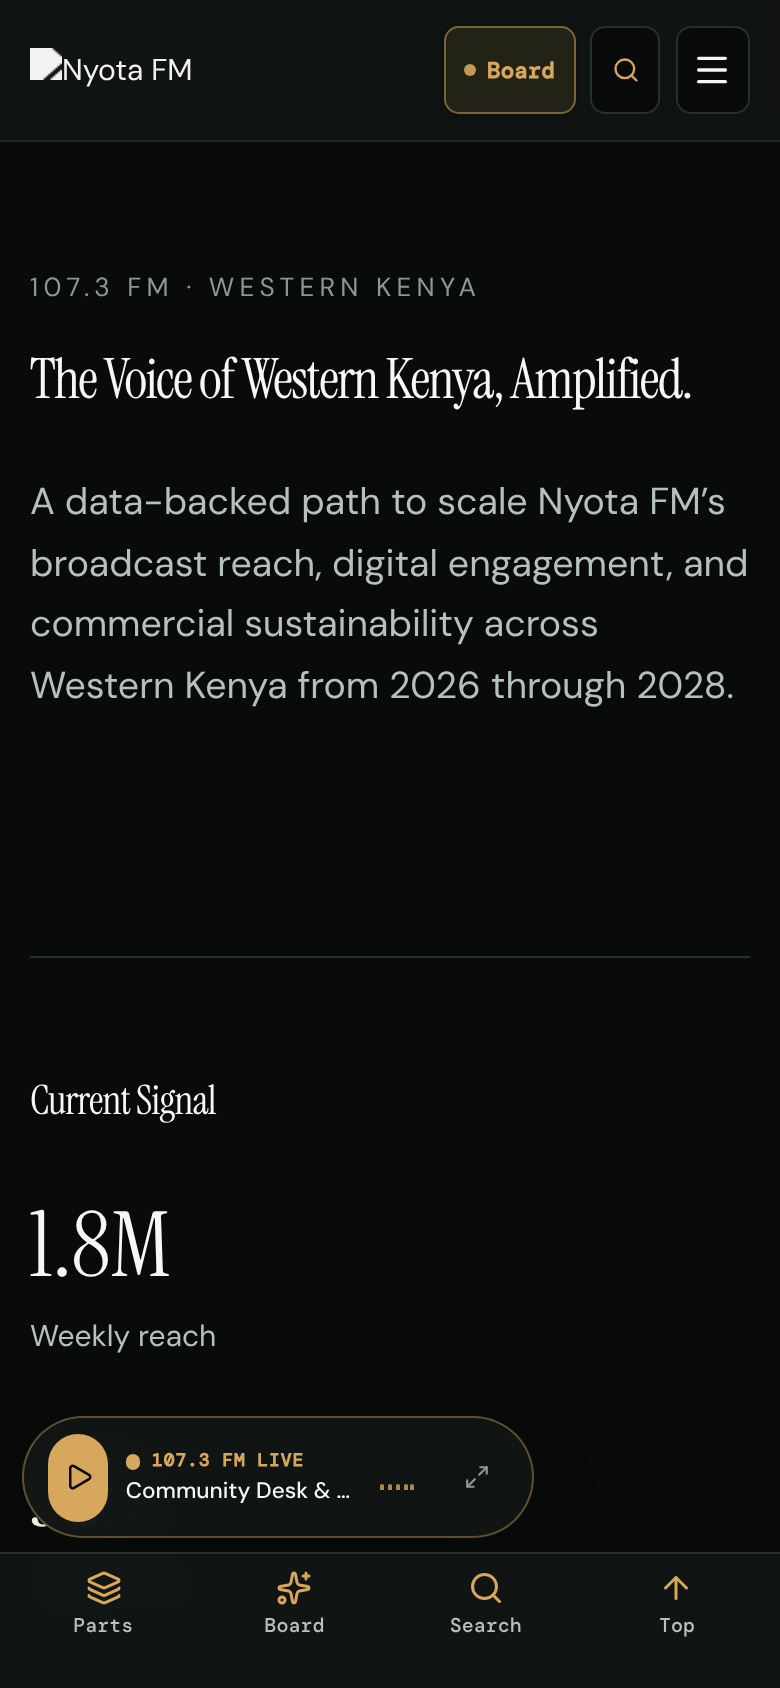 Nyota FM
Board
107.3 FM · WESTERN KENYA
The Voice of Western Kenya, Amplified.
A data-backed path to scale Nyota FM’s
broadcast reach, digital engagement, and
commercial sustainability across
Western Kenya from 2026 through 2028.
Current Signal
1.8M
Weekly reach
107.3 FM LIVE
Community Desk & ...
Parts
Board
Search
Top